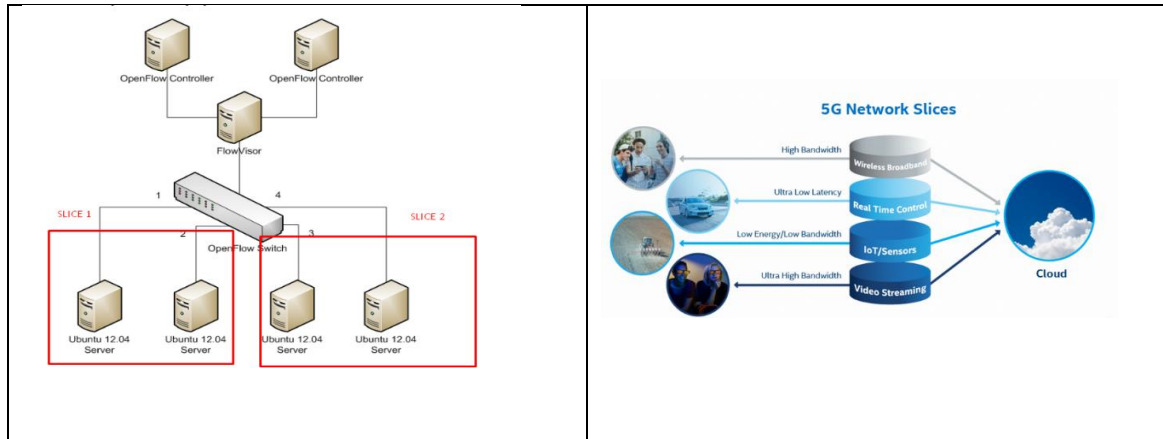 OpenFlow Controller
OpenFlow Controller
FlowVisor
1
4
SLICE 1
SLICE 2
2
3
OpenFlow Switch
Ubuntu 12.04
Server
Ubuntu 12.04
Server
Ubuntu 12.04
Server
Ubuntu 12.04
Server
5G Network Slices
High Bandwidth
Wireless Broadband
Ultra Low Latency
Real Time Control
Low Energy/Low Bandwidth
IoT/Sensors
Ultra High Bandwidth
Video Streaming
Cloud